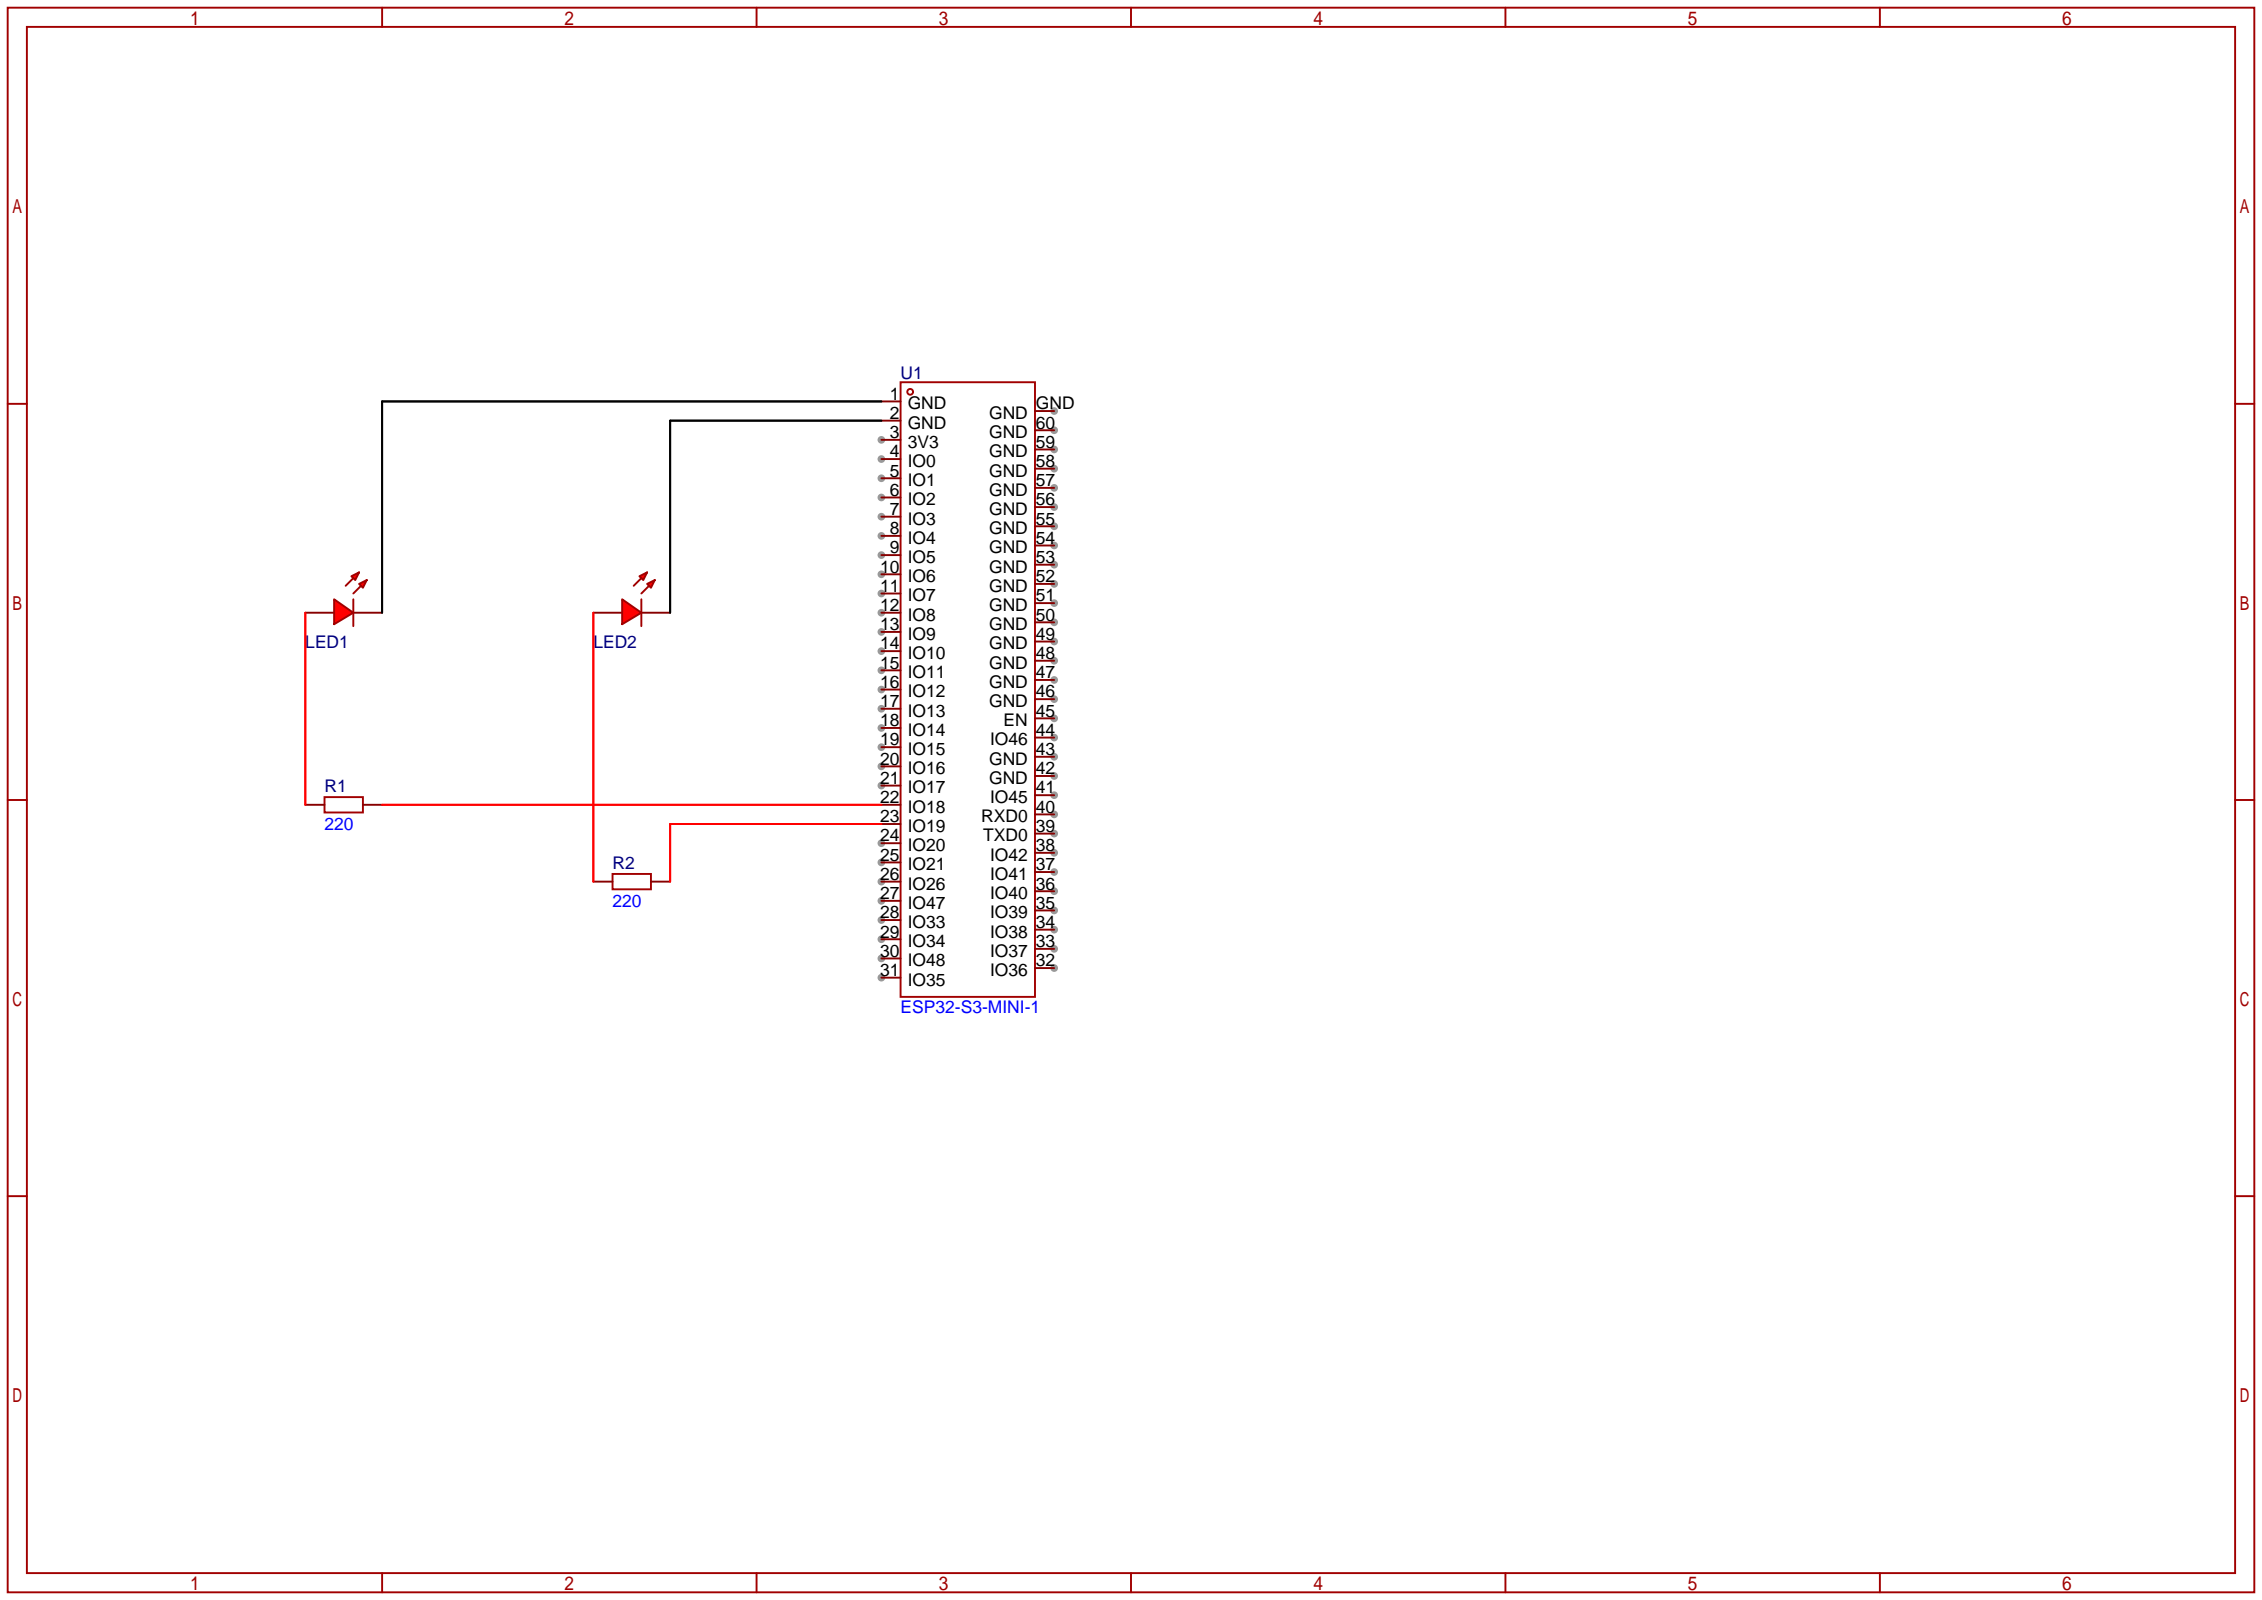 1 2 3 4 5 6
A A
B B
C C
D D
U1
1 GND
2 GND
3 3V3
4 IO0
5 IO1
6 IO2
7 IO3
8 IO4
9 IO5
10 IO6
11 IO7
12 IO8
13 IO9
14 IO10
15 IO11
16 IO12
17 IO13
18 IO14
19 IO15
20 IO16
21 IO17
22 IO18
23 IO19
24 IO20
25 IO21
26 IO26
27 IO47
28 IO33
29 IO34
30 IO48
31 IO35
GND GND
GND 60
GND 59
GND 58
GND 57
GND 56
GND 55
GND 54
GND 53
GND 52
GND 51
GND 50
GND 49
GND 48
GND 47
GND 46
EN 45
IO46 44
GND 43
GND 42
IO45 41
RXD0 40
TXD0 39
IO42 38
IO41 37
IO40 36
IO39 35
IO38 34
IO37 33
IO36 32
ESP32-S3-MINI-1
LED1
LED2
R1
220
R2
220
1 2 3 4 5 6